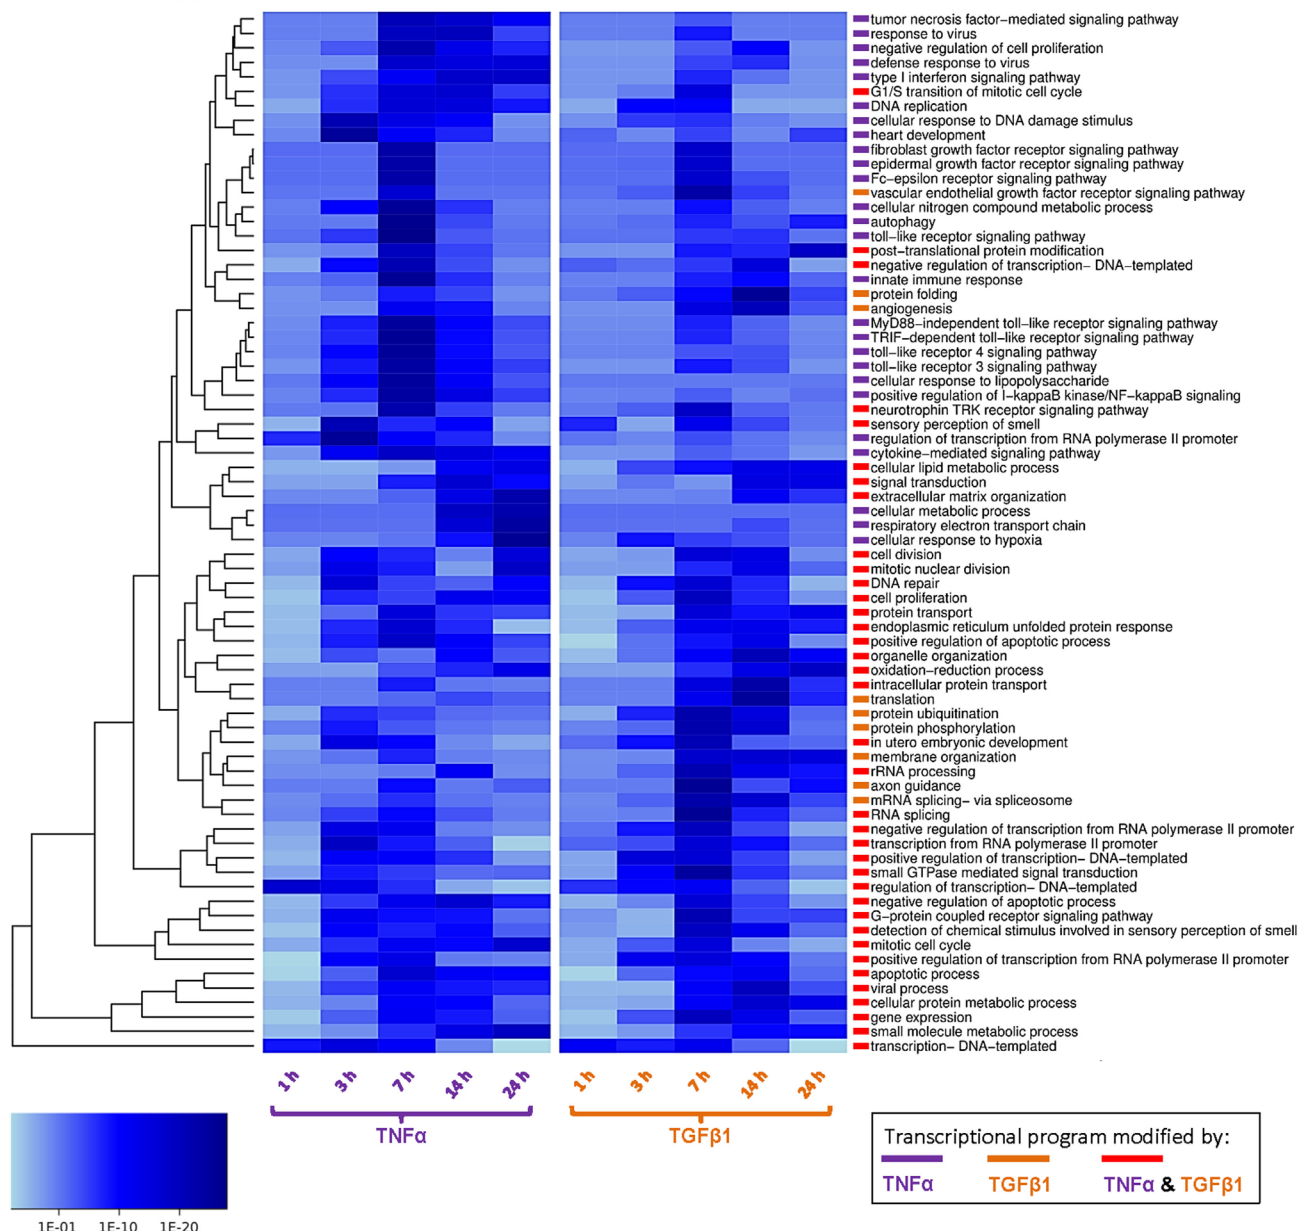 tumor necrosis factor−mediated signaling pathway
response to virus
negative regulation of cell proliferation
defense response to virus
type I interferon signaling pathway
G1/S transition of mitotic cell cycle
DNA replication
cellular response to DNA damage stimulus
heart development
fibroblast growth factor receptor signaling pathway
epidermal growth factor receptor signaling pathway
Fc−epsilon receptor signaling pathway
vascular endothelial growth factor receptor signaling pathway
cellular nitrogen compound metabolic process
autophagy
toll−like receptor signaling pathway
post−translational protein modification
negative regulation of transcription− DNA−templated
innate immune response
protein folding
angiogenesis
MyD88−independent toll−like receptor signaling pathway
TRIF−dependent toll−like receptor signaling pathway
toll−like receptor 4 signaling pathway
toll−like receptor 3 signaling pathway
cellular response to lipopolysaccharide
positive regulation of I−kappaB kinase/NF−kappaB signaling
neurotrophin TRK receptor signaling pathway
sensory perception of smell
regulation of transcription from RNA polymerase II promoter
cytokine−mediated signaling pathway
cellular lipid metabolic process
signal transduction
extracellular matrix organization
cellular metabolic process
respiratory electron transport chain
cellular response to hypoxia
cell division
mitotic nuclear division
DNA repair
cell proliferation
protein transport
endoplasmic reticulum unfolded protein response
positive regulation of apoptotic process
organelle organization
oxidation−reduction process
intracellular protein transport
translation
protein ubiquitination
protein phosphorylation
in utero embryonic development
membrane organization
rRNA processing
axon guidance
mRNA splicing− via spliceosome
RNA splicing
negative regulation of transcription from RNA polymerase II promoter
transcription from RNA polymerase II promoter
positive regulation of transcription− DNA−templated
small GTPase mediated signal transduction
regulation of transcription− DNA−templated
negative regulation of apoptotic process
G−protein coupled receptor signaling pathway
detection of chemical stimulus involved in sensory perception of smell
mitotic cell cycle
positive regulation of transcription from RNA polymerase II promoter
apoptotic process
viral process
cellular protein metabolic process
gene expression
small molecule metabolic process
transcription− DNA−templated
1 h 3 h 7 h 14 h 24 h 1 h 3 h 7 h 14 h 24 h
TNFα TGFβ1
Transcriptional program modified by:
TNFα TGFβ1 TNFα & TGFβ1
1E-01 1E-10 1E-20